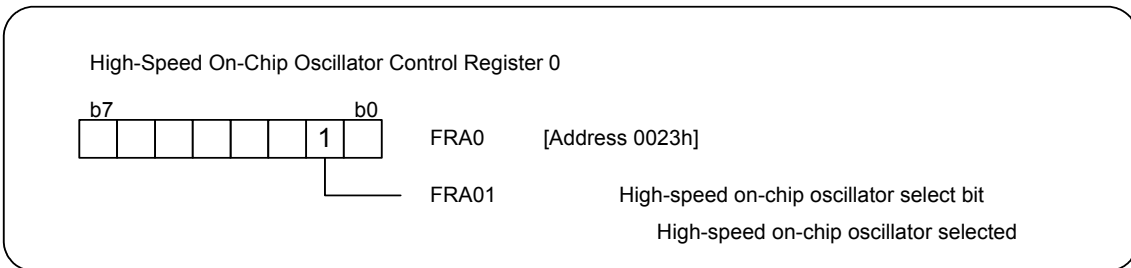 High-Speed On-Chip Oscillator Control Register 0
b7 b0
1 FRA0 [Address 0023h]
FRA01 High-speed on-chip oscillator select bit
High-speed on-chip oscillator selected